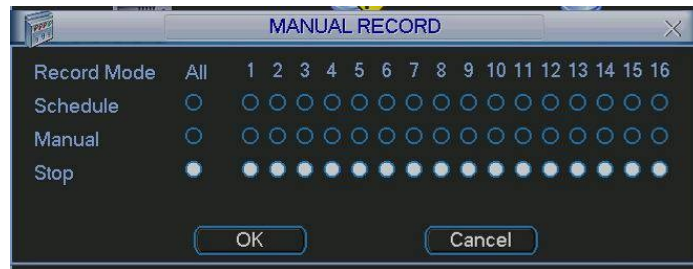 MANUAL RECORD
Record Mode All 1 2 3 4 5 6 7 8 9 10 11 12 13 14 15 16
Schedule
Manual
Stop
OK Cancel